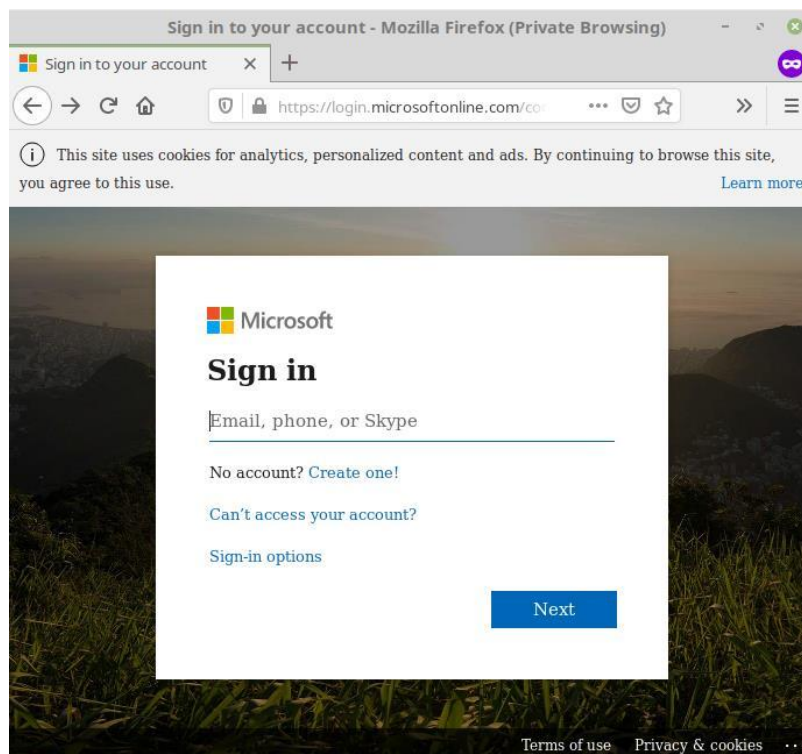 Sign in to your account - Mozilla Firefox (Private Browsing)
Sign in to your account
https://login.microsoftonline.com/co
This site uses cookies for analytics, personalized content and ads. By continuing to browse this site,
you agree to this use. Learn more
Microsoft
Sign in
Email, phone, or Skype
No account? Create one!
Can’t access your account?
Sign-in options
Next
Terms of use Privacy & cookies ...